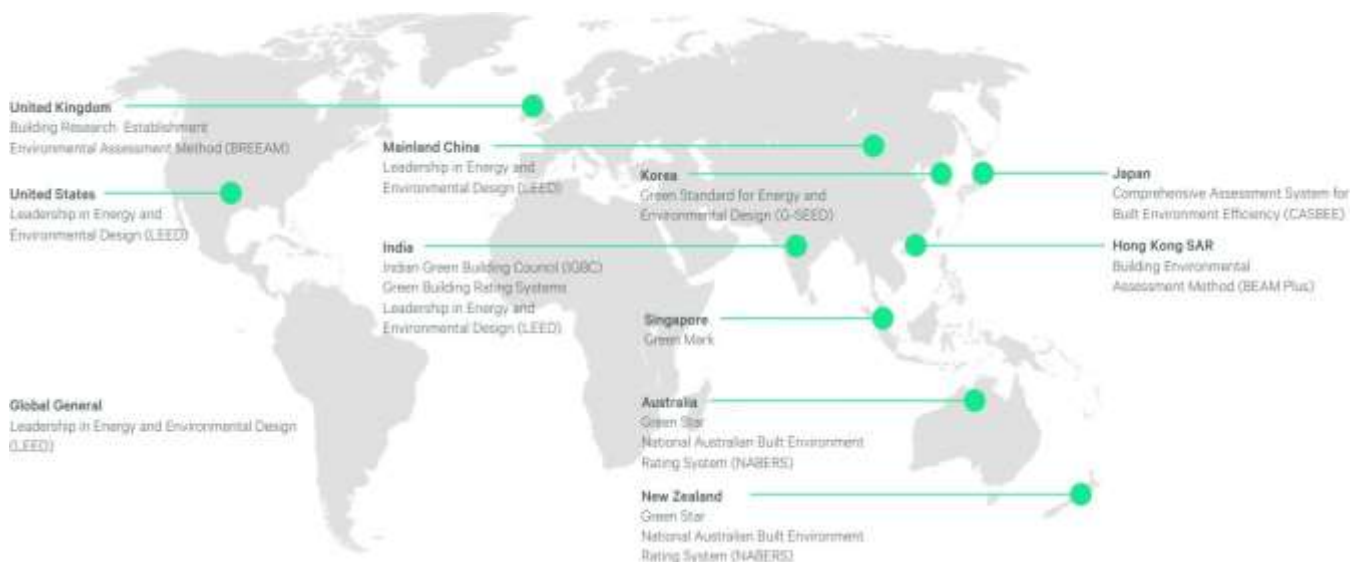 United Kingdom
Building Research Establishment
Environmental Assessment Method (BREEAM)
United States
Leadership in Energy and
Environmental Design (LEED)
Global General
Leadership in Energy and Environmental Design
(LEED)
Mainland China
Leadership in Energy and
Environmental Design (LEED)
India
Indian Green Building Council (IGBC)
Green Building Rating Systems
Leadership in Energy and
Environmental Design (LEED)
Korea
Green Standard for Energy and
Environmental Design (G-SEED)
Singapore
Green Mark
Australia
Green Star
National Australian Built Environment
Rating System (NABERS)
New Zealand
Green Star
National Australian Built Environment
Rating System (NABERS)
Japan
Comprehensive Assessment System for
Built Environment Efficiency (CASBEE)
Hong Kong SAR
Building Environmental
Assessment Method (BEAM Plus)